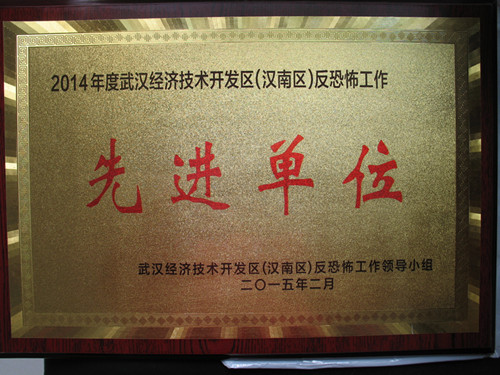 2014年度武汉经济技术开发区(汉南区)反恐怖工作
先进单位
武汉经济技术开发区(汉南区)反恐怖工作领导小组
二〇一五年二月